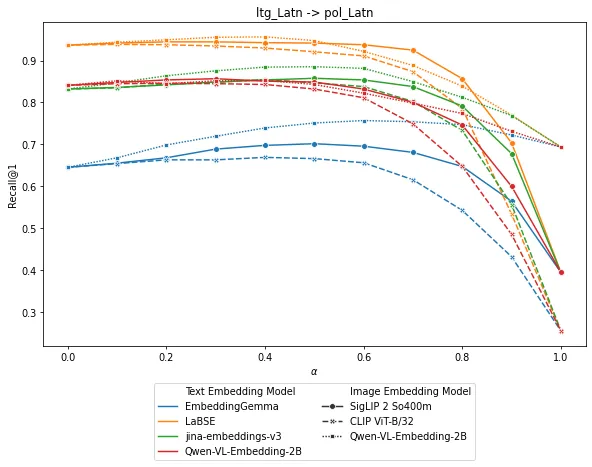 ltg_Latn -> pol_Latn
Recall@1
0.9
0.8
0.7
0.6
0.5
0.4
0.3
0.0 0.2 0.4 0.6 0.8 1.0
α
Text Embedding Model
EmbeddingGemma
LaBSE
jina-embeddings-v3
Qwen-VL-Embedding-2B
Image Embedding Model
SigLIP 2 So400m
CLIP ViT-B/32
Qwen-VL-Embedding-2B